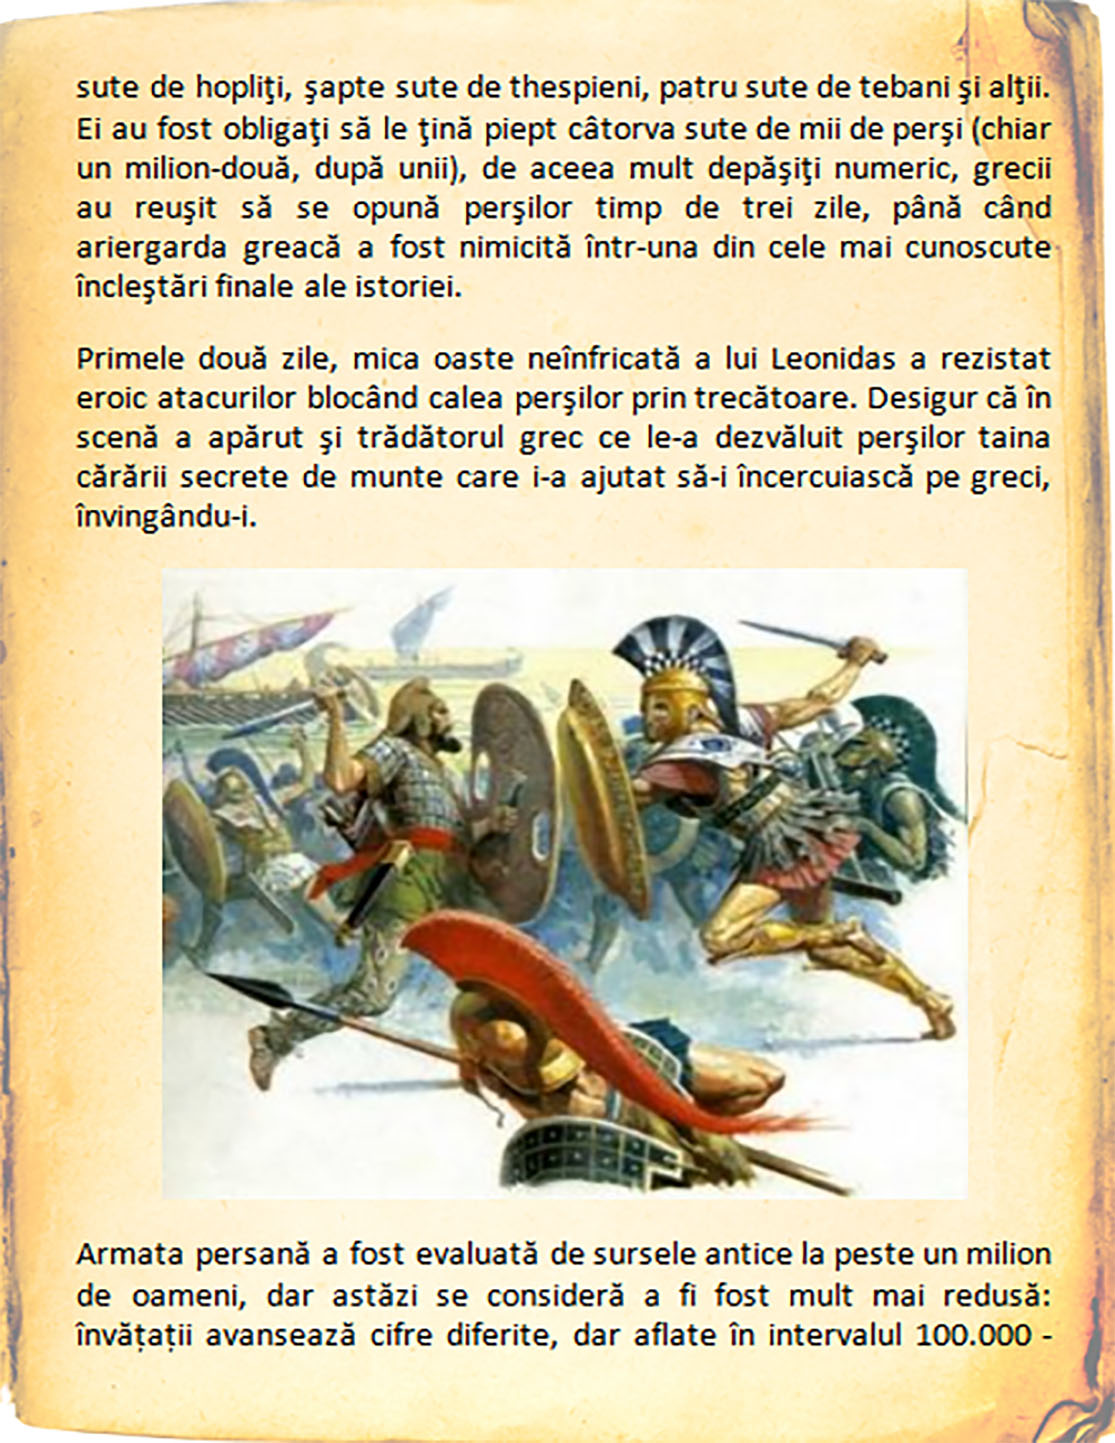 sute de hopliţi, şapte sute de thespieni, patru sute de tebani şi alţii.
Ei au fost obligaţi să le ţină piept câtorva sute de mii de perşi (chiar
un milion-două, după unii), de aceea mult depăşiţi numeric, grecii
au reuşit să se opună perşilor timp de trei zile, până când
ariergarda greacă a fost nimicită într-una din cele mai cunoscute
încleştări finale ale istoriei.
Primele două zile, mica oaste neînfricată a lui Leonidas a rezistat
eroic atacurilor blocând calea perşilor prin trecătoare. Desigur că în
scenă a apărut şi trădătorul grec ce le-a dezvăluit perşilor taina
cărării secrete de munte care i-a ajutat să-i încercuiască pe greci,
învingându-i.
Armata persană a fost evaluată de sursele antice la peste un milion
de oameni, dar astăzi se consideră a fi fost mult mai redusă:
învățații avansează cifre diferite, dar aflate în intervalul 100.000 -